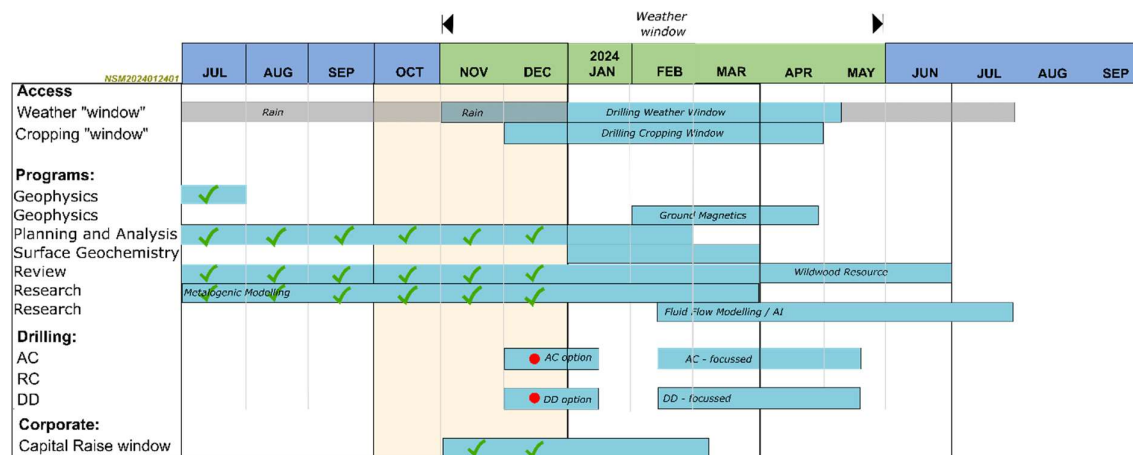 Weather
window
2024
NSM2024012401 JUL AUG SEP OCT NOV DEC JAN FEB MAR APR MAY JUN JUL AUG SEP
Access
Weather "window" Rain Rain Drilling Weather Window
Cropping "window" Drilling Cropping Window
Programs:
Geophysics
Geophysics Ground Magnetics
Planning and Analysis
Surface Geochemistry
Review Wildwood Resource
Research Metalogenic Modelling
Research Fluid Flow Modelling / AI
Drilling:
AC AC option AC - focussed
RC
DD DD option DD - focussed
Corporate:
Capital Raise window